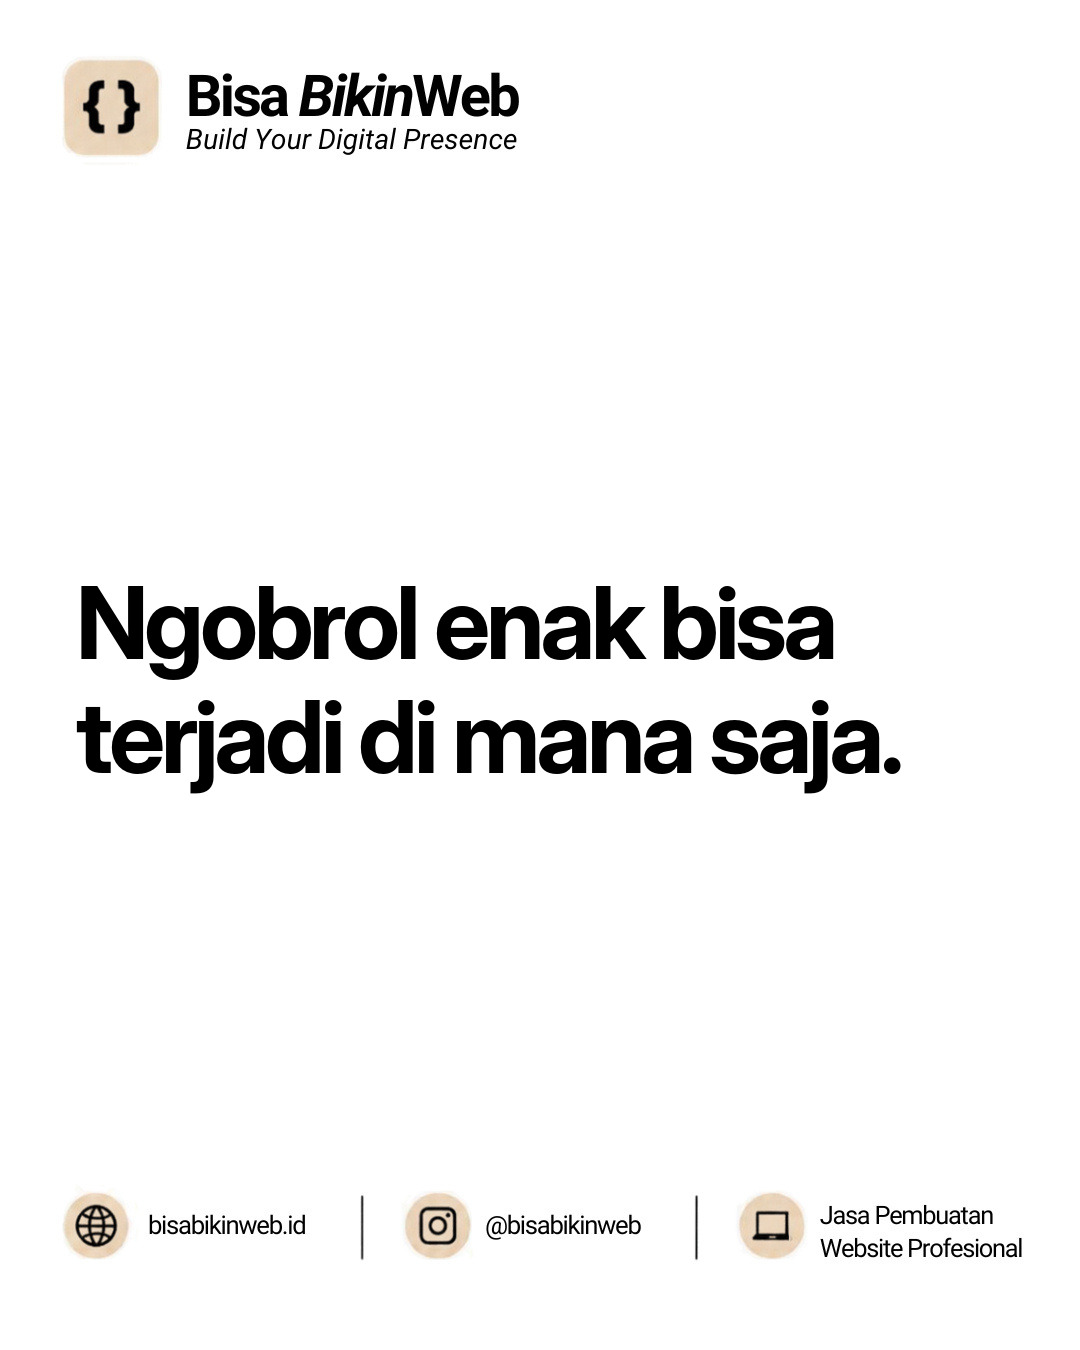 { }
Bisa BikinWeb
Build Your Digital Presence
Ngobrol enak bisa
terjadi di mana saja.
bisabikinweb.id
@bisabikinweb
Jasa Pembuatan
Website Profesional